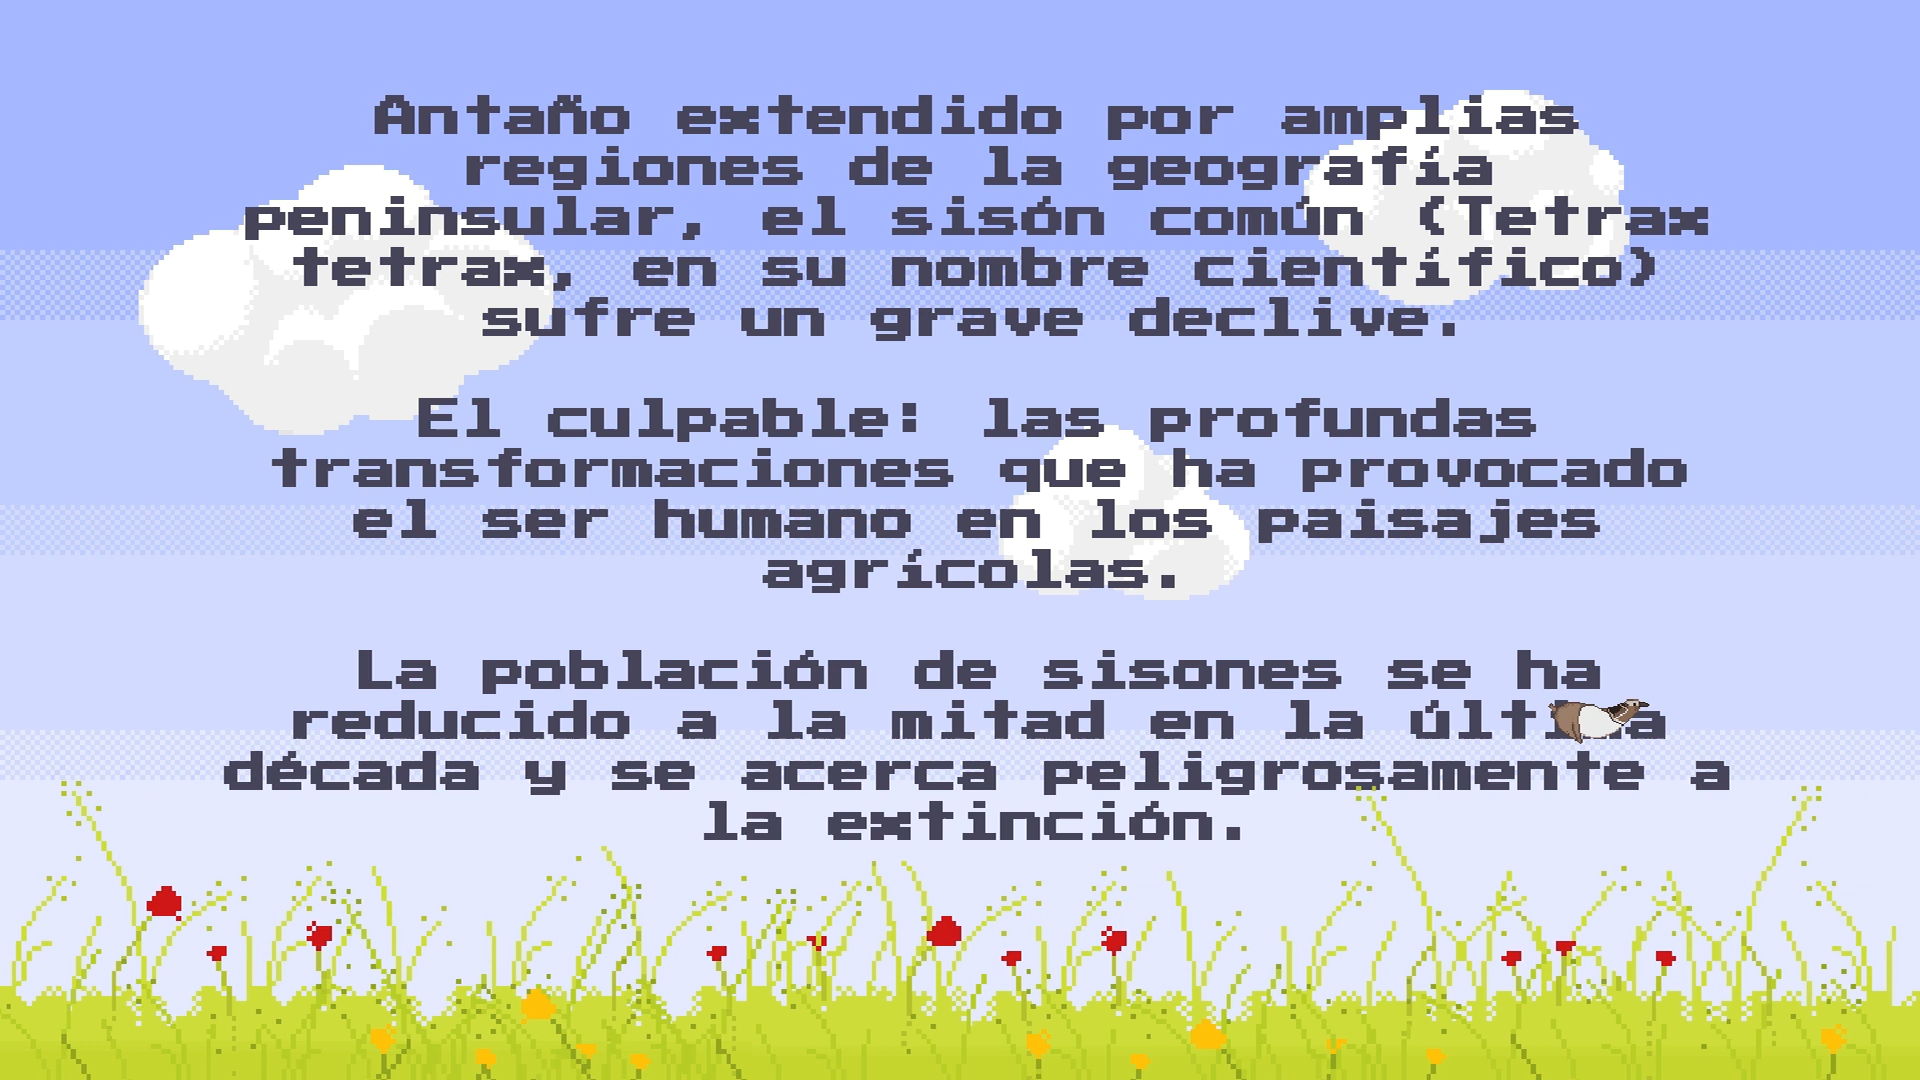 Antaño extendido por amplias
regiones de la geografía
peninsular, el sisón común (Tetrax
tetrax, en su nombre científico)
sufre un grave declive.
El culpable: las profundas
transformaciones que ha provocado
el ser humano en los paisajes
agrícolas.
La población de sisones se ha
reducido a la mitad en la última
década y se acerca peligrosamente a
la extinción.